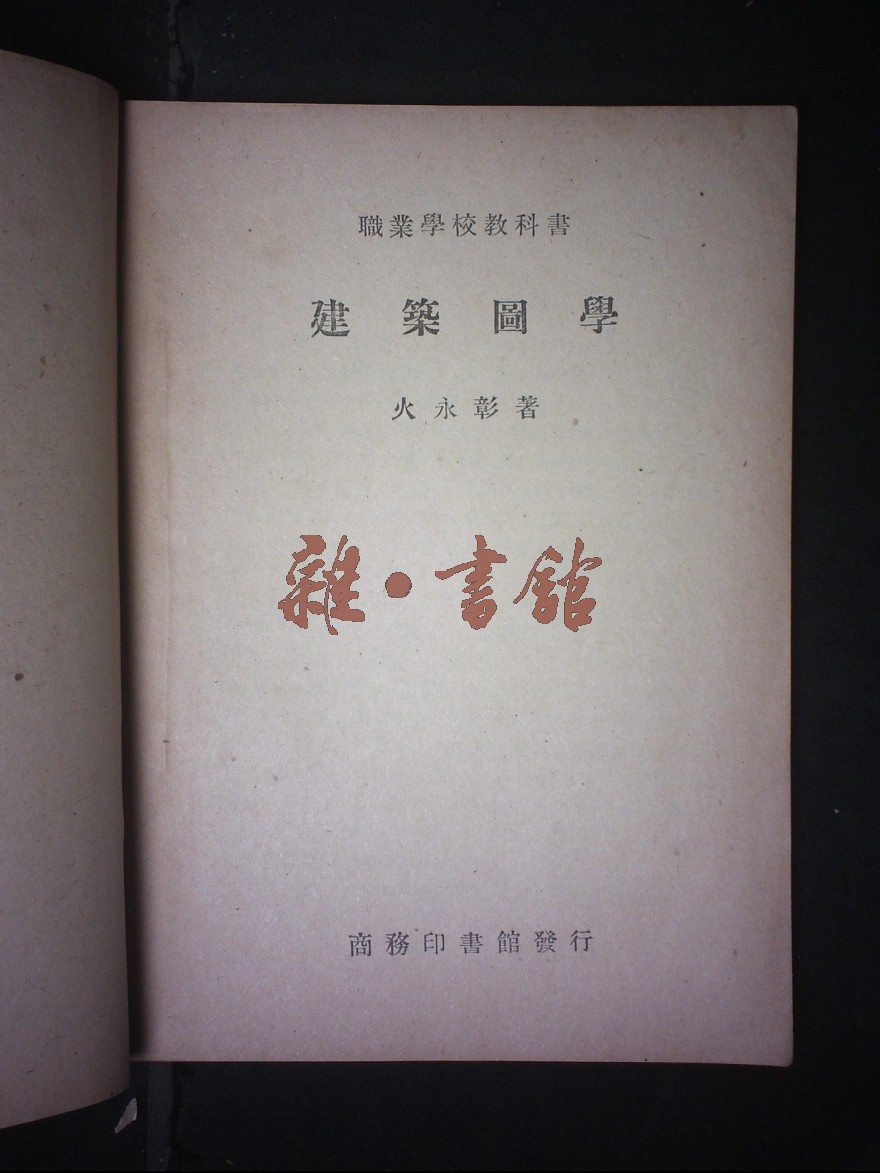 職業學校教科書
建築圖學
火永彰著
雜·書館
商務印書館發行